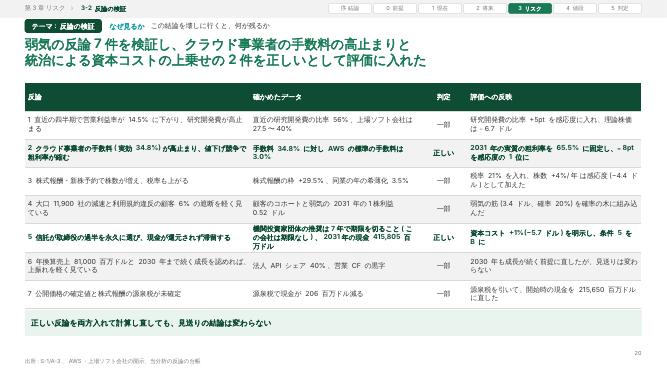 第 3 章 リスク › 3-2 反論の検証
序 結論
0 前提
1 現在
2 将来
3 リスク
4 価段
5 判定
テーマ：反論の検証 なぜ見るか この結論を壊しに行くと、何が残るか
弱気の反論 7 件を検証し、クラウド事業者の手数料の高止まりと
統治による資本コストの上乗せの 2 件を正しいとして評価に入れた
反論 確かめたデータ 判定 評価への反映
1 直近の四半期で営業利益率が 14.5% に下がり、研究開発費が高止
まる
直近の研究開発費の比率 56%、上場ソフト会社は
27.5 〜 40%
一部
研究開発費の比率 +5pt を感応度に入れ、理論株価
は - 6.7 ドル
2 クラウド事業者の手数料 ( 実効 34.8%) が高止まり、値下げ競争で
粗利率が縮む
手数料 34.8% に対し AWS の標準の手数料は
3.0%
正しい
2031 年の実質の粗利率を 65.5% に固定し、- 8pt
を感応度の 1 位に
3 株式報酬・新株予約で株数が増え、税率も上がる
株式報酬の枠 +29.5% 、同業の年の希薄化 3.5%
一部
税率 21% を入れ、株数 +4%/年 は感応度 (−4.4 ド
ル ) として加えた
4 大口 11,900 社の減速と利用規約違反の顧客 6% の遮断を軽く見
ている
顧客のコホートと弱気の 2031 年の 1 株利益
0.52 ドル
一部
弱気の筋 (3.4 ドル、確率 20%) を確率の木に組み込
んだ
5 信託が取締役の過半を永久に選び、現金が還元されず滞留する
機関投資家団体の推奨は 7 年で期限を切ること ( こ
の会社は期限なし ) 、 2031 年の現金 415,805 百
万ドル
正しい
資本コスト +1%(−5.7 ドル ) を明示し、条件 5 を
B に
6 年換算売上 81,000 百万ドルと 2030 年まで続く成長を認めれば、
上振れを軽く見ている
法人 API シェア 40% 、営業 CF の黒字
一部
2030 年も成長が続く前提に直したが、見送りは変わ
らない
7 公開価格の確定値と株式報酬の源泉税が未確定
源泉税で現金が 206 百万ドル減る
一部
源泉税を引いて、開始時の現金を 215,650 百万ドル
に直した
正しい反論を両方入れて計算し直しても、見送りの結論は変わらない
20
出所：S-1/A-3 、 AWS ・上場ソフト会社の開示、当分析の反論の台帳